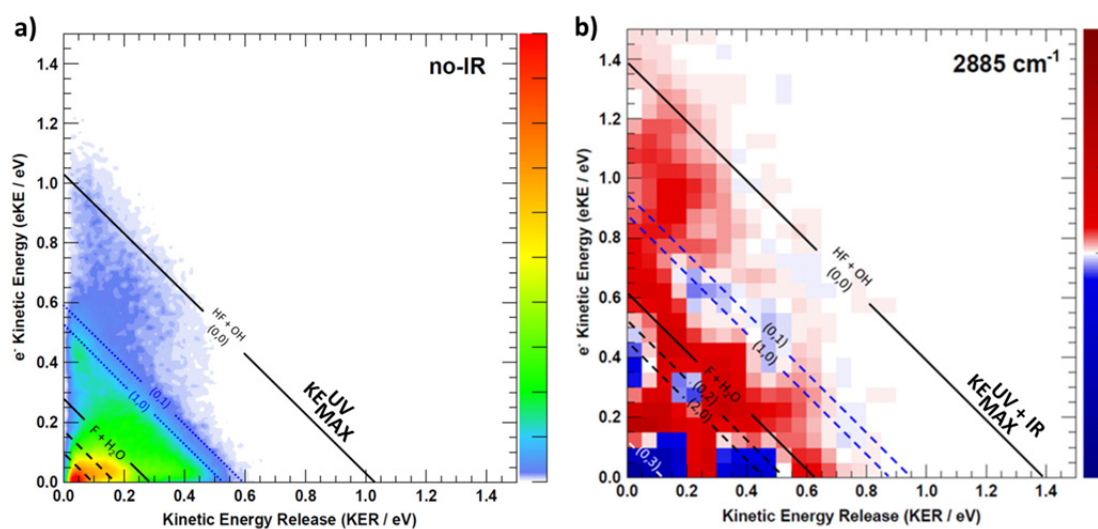 a)
no-IR
1.4
1.2
1.0
0.8
0.6
0.4
0.2
0.0
e- Kinetic Energy (eKE / eV)
HF + OH
(0,0)
KE UV MAX
(0,1)
(1,0)
F + H₂O
0.0 0.2 0.4 0.6 0.8 1.0 1.2 1.4
Kinetic Energy Release (KER / eV)
b)
2885 cm⁻¹
1.4
1.2
1.0
0.8
0.6
0.4
0.2
0.0
e- Kinetic Energy (eKE / eV)
HF + OH
(0,0)
KE UV + IR MAX
(0,1)
(1,0)
F + H₂O
(0,2)
(2,0)
(0,3)
0.0 0.2 0.4 0.6 0.8 1.0 1.2 1.4
Kinetic Energy Release (KER / eV)